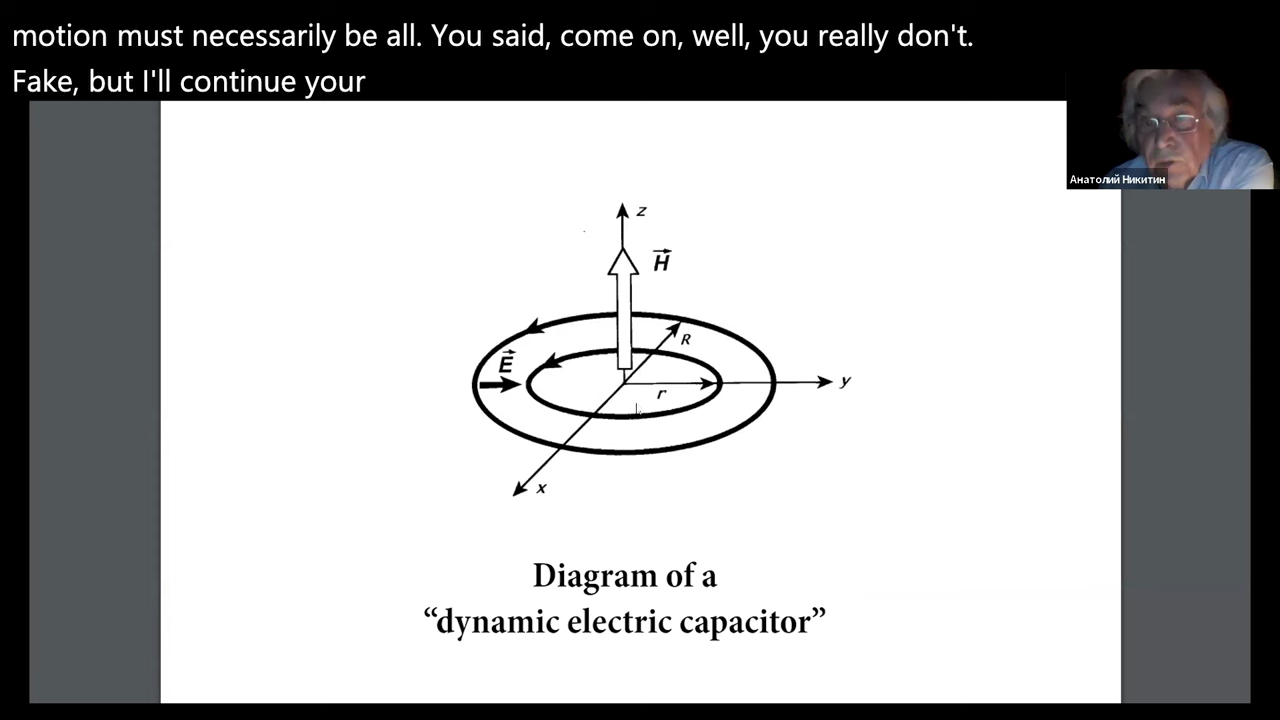 motion must necessarily be all. You said, come on, well, you really don't.
Fake, but I'll continue your
Анатолий Никитин
z
H
R
E
r
y
x
Diagram of a
“dynamic electric capacitor”